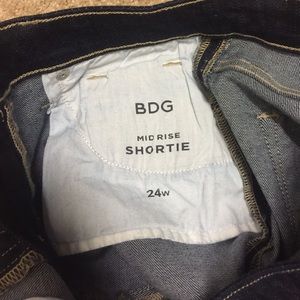 BDG
MID RISE
SHORTIE
24W